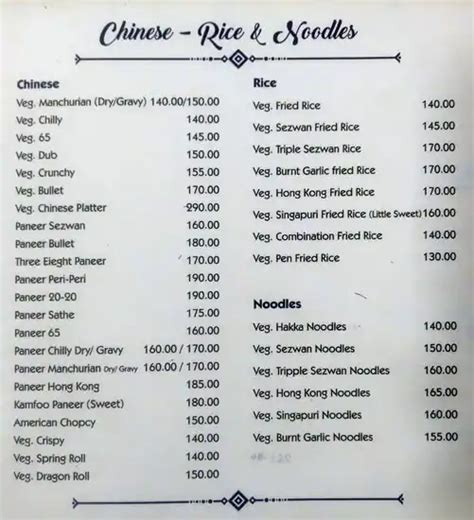 Chinese - Rice & Noodles
Chinese
Veg. Manchurian (Dry/Gravy) 140.00/150.00
Veg. Chilly 140.00
Veg. 65 145.00
Veg. Dub 150.00
Veg. Crunchy 155.00
Veg. Bullet 170.00
Veg. Chinese Platter 290.00
Paneer Sezwan 160.00
Paneer Bullet 180.00
Three Eieght Paneer 170.00
Paneer Peri-Peri 190.00
Paneer 20-20 190.00
Paneer Sathe 175.00
Paneer 65 160.00
Paneer Chilly Dry/ Gravy 160.00 / 170.00
Paneer Manchurian Dry/ Gravy 160.00 / 170.00
Paneer Hong Kong 185.00
Kamfoo Paneer (Sweet) 180.00
American Chopcy 150.00
Veg. Crispy 140.00
Veg. Spring Roll 140.00
Veg. Dragon Roll 150.00
Rice
Veg. Fried Rice 140.00
Veg. Sezwan Fried Rice 145.00
Veg. Triple Sezwan Rice 170.00
Veg. Burnt Garlic fried Rice 170.00
Veg. Hong Kong Fried Rice 170.00
Veg. Singapuri Fried Rice (Little Sweet) 160.00
Veg. Combination Fried Rice 140.00
Veg. Pen Fried Rice 130.00
Noodles
Veg. Hakka Noodles 140.00
Veg. Sezwan Noodles 150.00
Veg. Tripple Sezwan Noodles 160.00
Veg. Hong Kong Noodles 165.00
Veg. Singapuri Noodles 160.00
Veg. Burnt Garlic Noodles 155.00